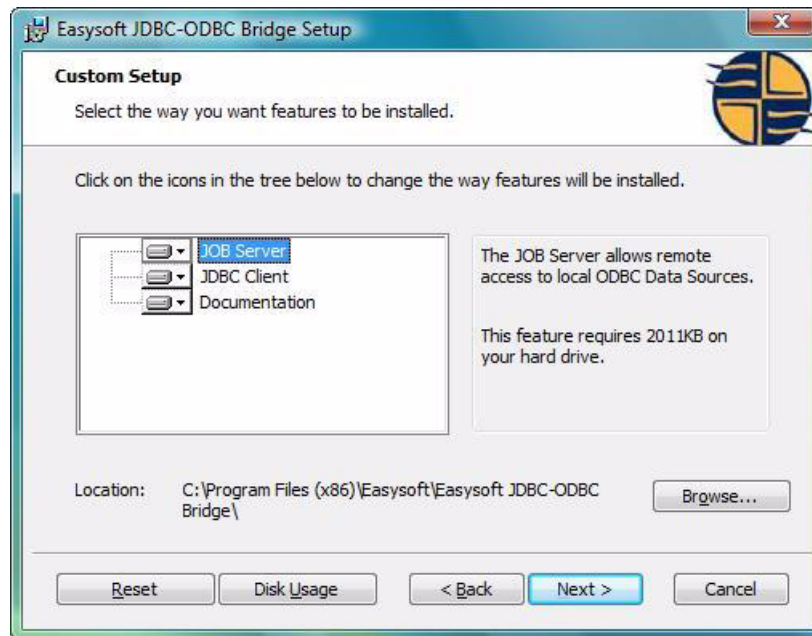 Easysoft JDBC-ODBC Bridge Setup
Custom Setup
Select the way you want features to be installed.
Click on the icons in the tree below to change the way features will be installed.
JOB Server
JDBC Client
Documentation
The JOB Server allows remote
access to local ODBC Data Sources.
This feature requires 2011KB on
your hard drive.
Location: C:\Program Files (x86)\Easysoft\Easysoft JDBC-ODBC
Bridge\
Browse...
Reset Disk Usage < Back Next > Cancel